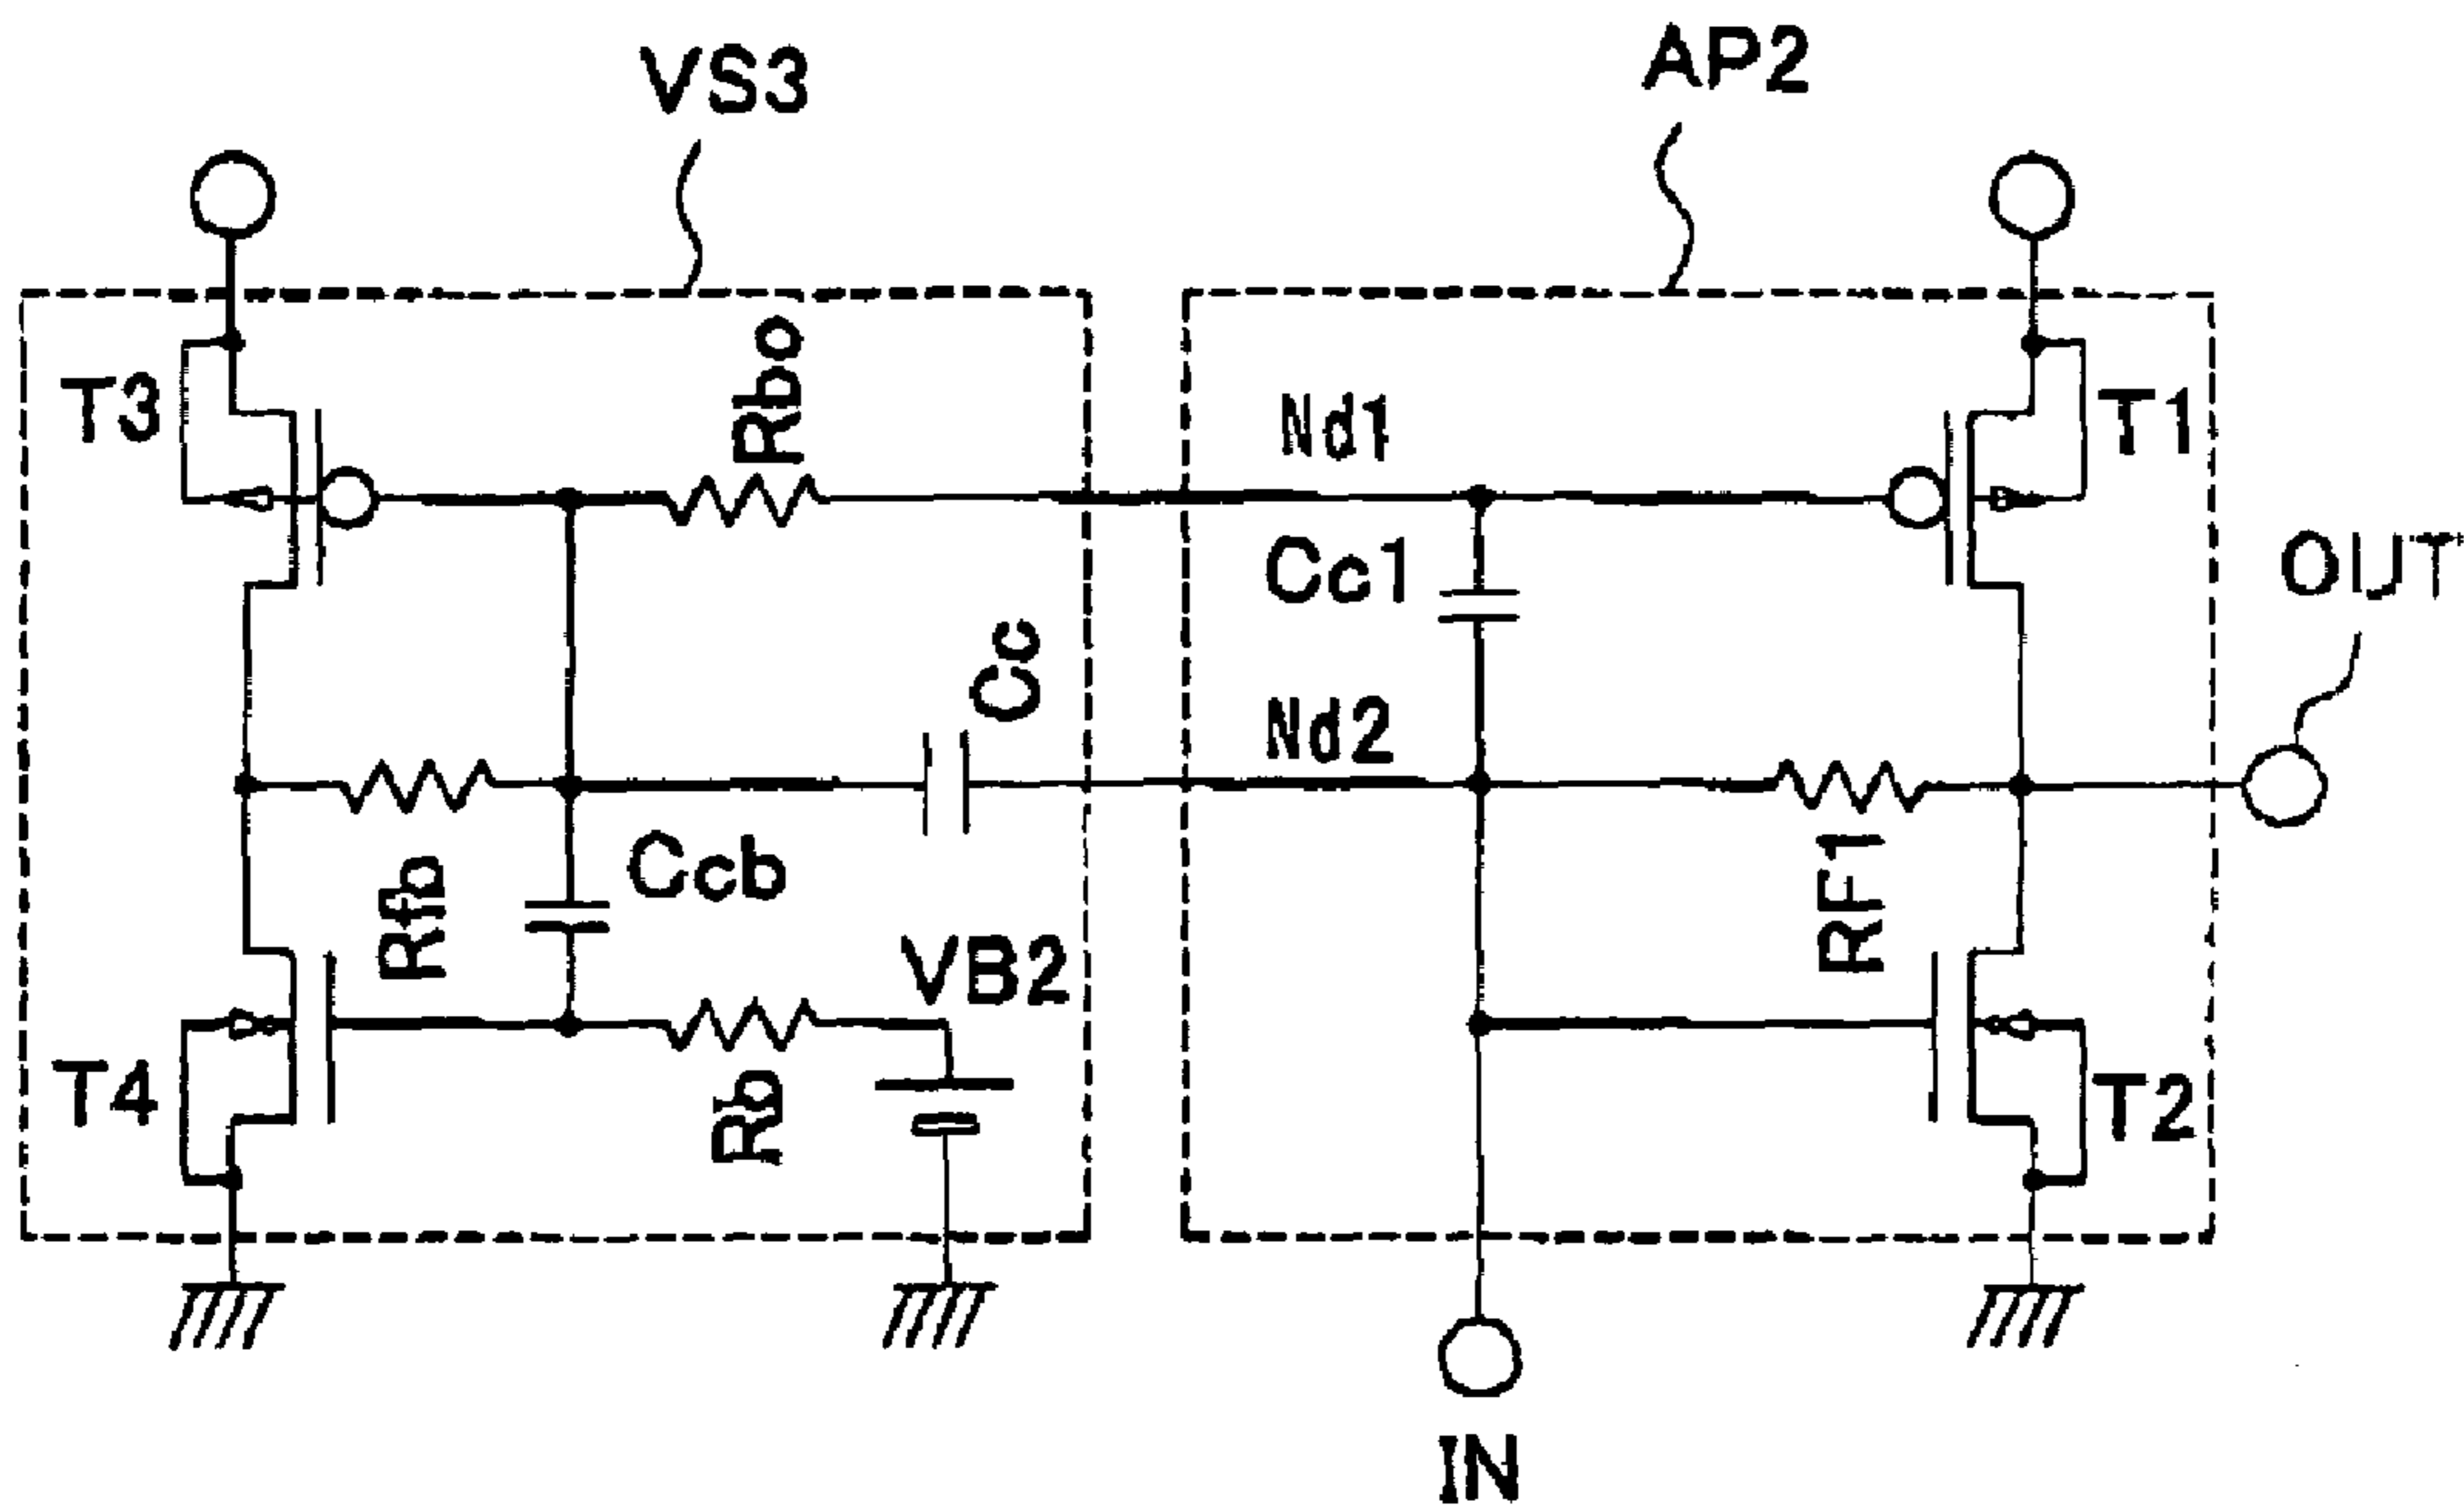 VS3
AP2
T3
Rbo
Nd1
T1
Cc1
OUT
Cc
Nd2
Rfb
Ccb
VB2
RF1
T4
Rb
T2
IN